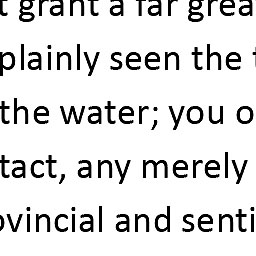 t grant a far grea
plainly seen the
the water; you o
tact, any merely
ovincial and senti